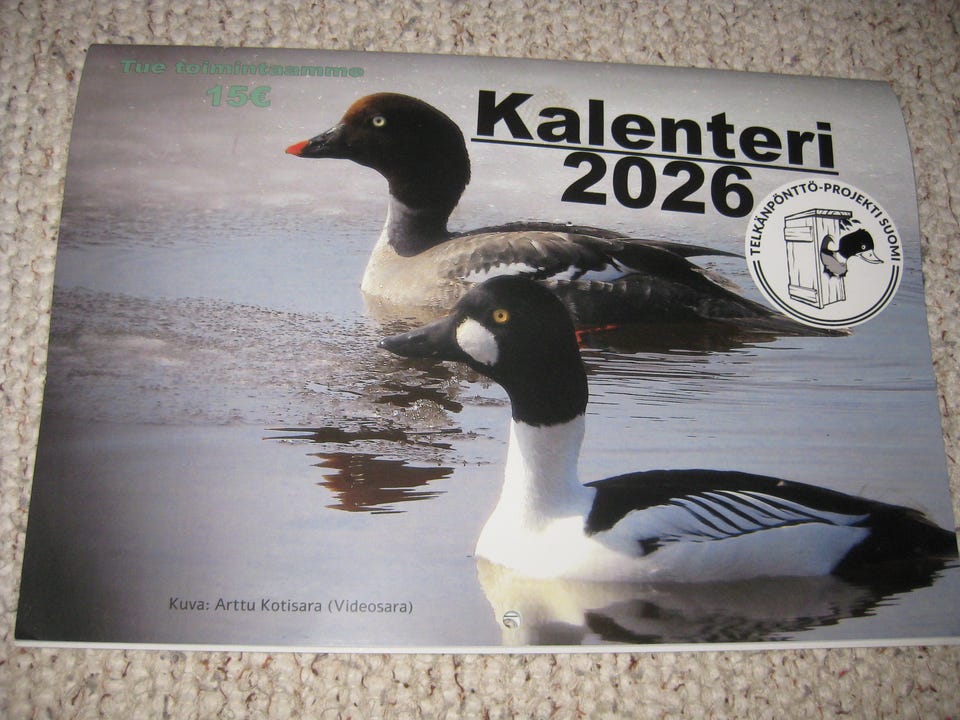 Tue toimintaamme
15€
Kalenteri
2026
TELKÄNPÖNTTÖ-PROJEKTI SUOMI
Kuva: Arttu Kotisara (Videosara)